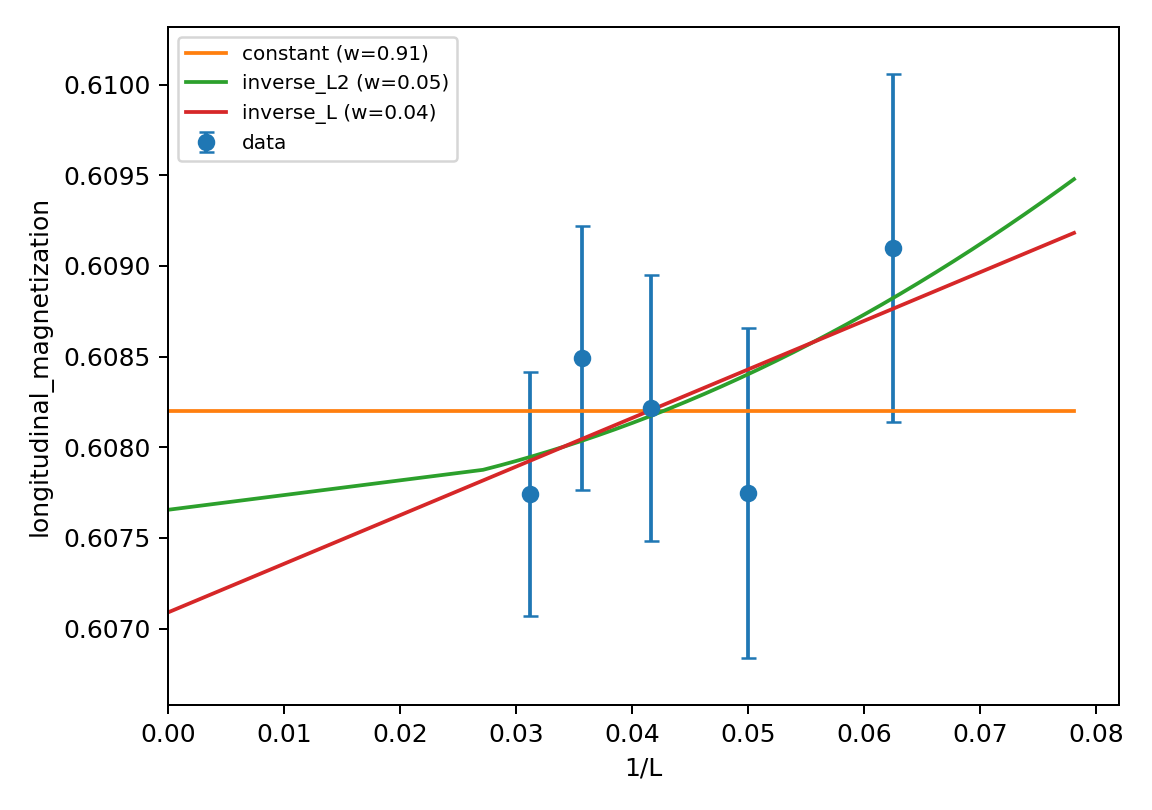 constant (w=0.91)
inverse_L2 (w=0.05)
inverse_L (w=0.04)
data
longitudinal_magnetization
0.6100
0.6095
0.6090
0.6085
0.6080
0.6075
0.6070
0.00 0.01 0.02 0.03 0.04 0.05 0.06 0.07 0.08
1/L